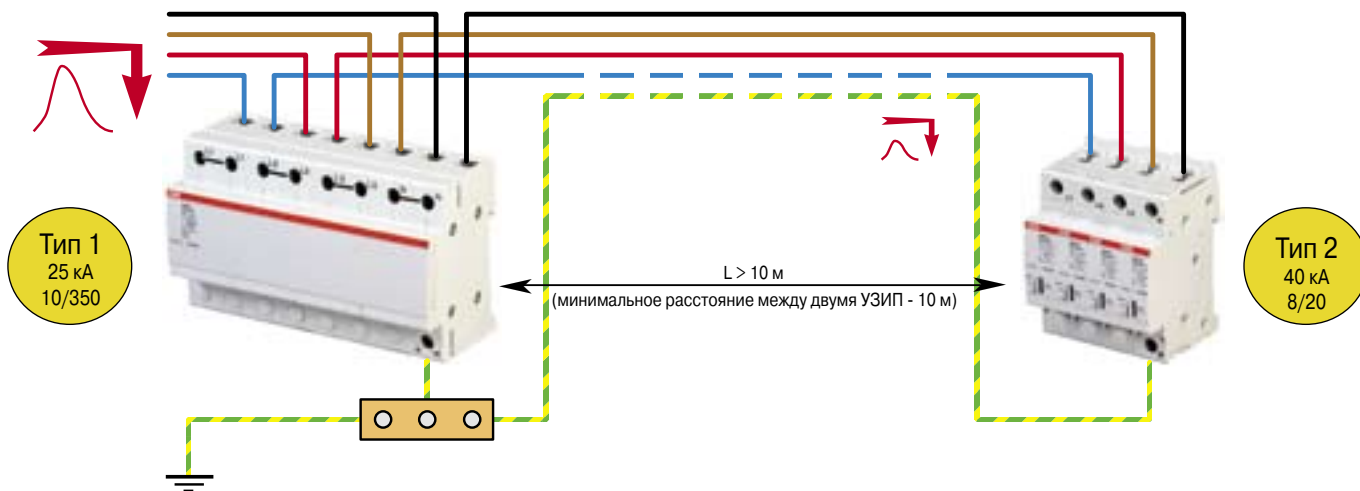 Тип 1
25 кА
10/350
L > 10 м
(минимальное расстояние между двумя УЗИП - 10 м)
Тип 2
40 кА
8/20